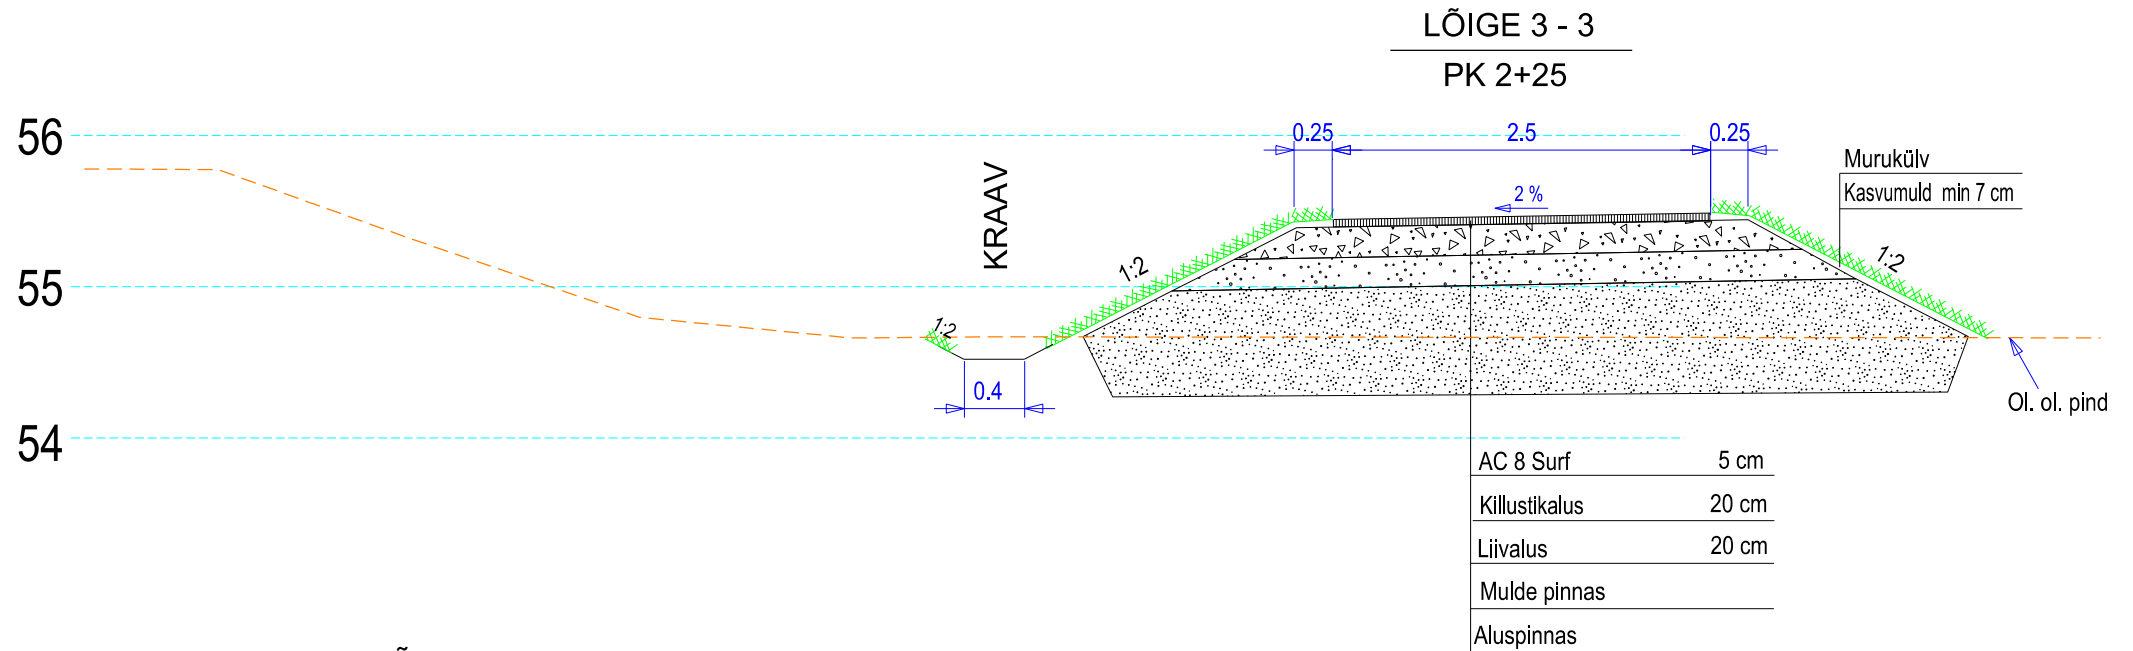 LÕIGE 3 - 3
PK 2+25
56
0.25
2.5
0.25
KRAAV
Murukülv
Kasvumuld min 7 cm
2 %
1:2
1:2
55
1:2
0.4
Ol. ol. pind
54
AC 8 Surf 5 cm
Killustikalus 20 cm
Liivalus 20 cm
Mulde pinnas
Aluspinnas